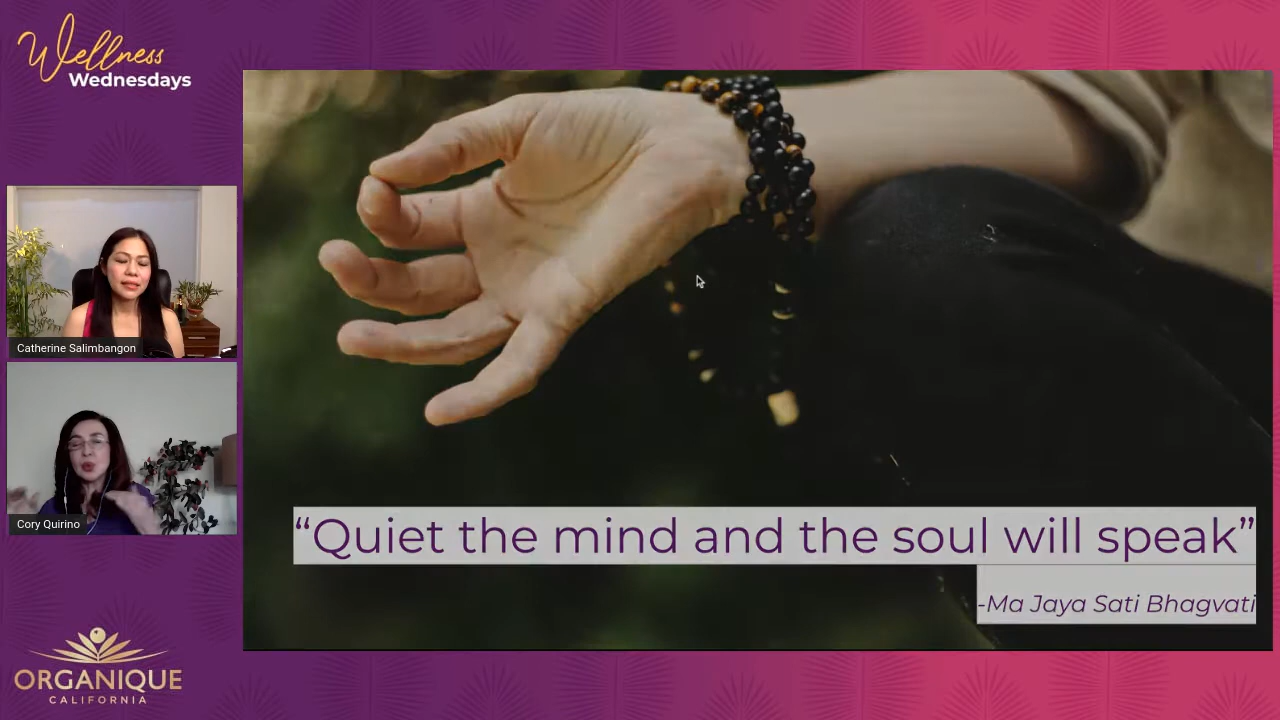 Wellness
Wednesdays
Catherine Salimbangon
Cory Quirino
“Quiet the mind and the soul will speak”
-Ma Jaya Sati Bhagvati
ORGANIQUE
CALIFORNIA